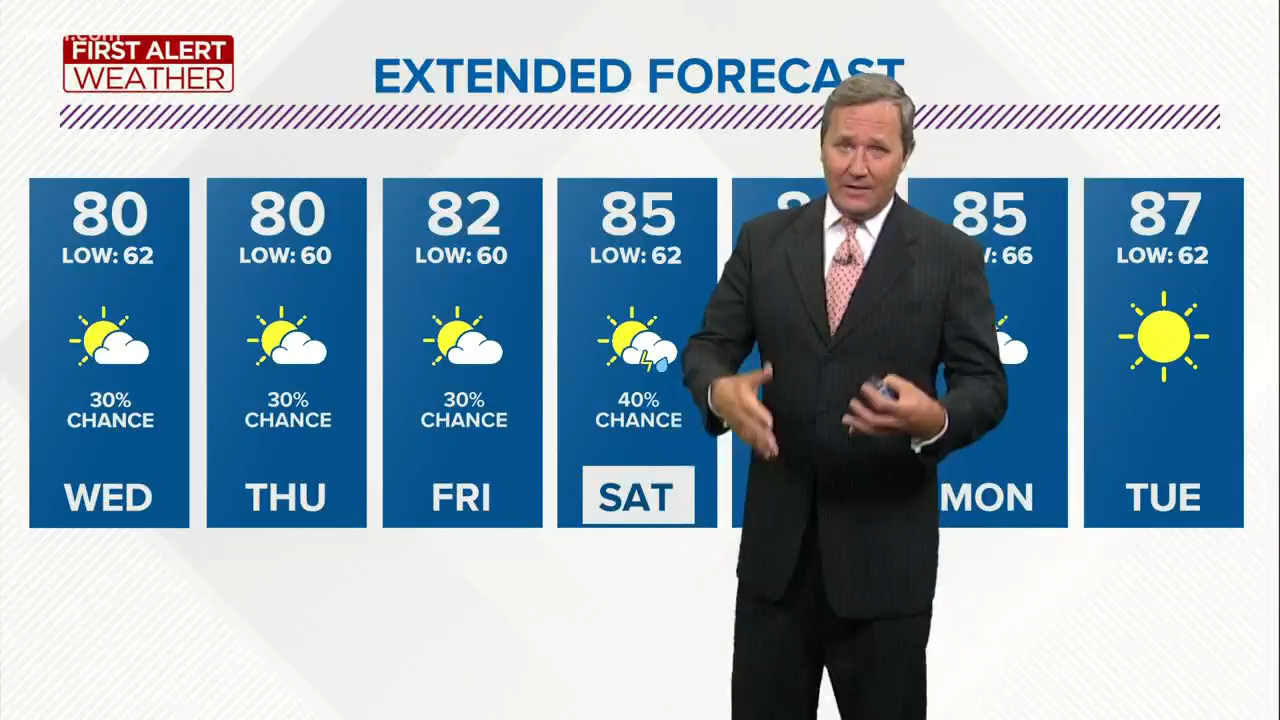 FIRST ALERT
WEATHER
EXTENDED FORECAST
80
LOW: 62
30%
CHANCE
WED
80
LOW: 60
30%
CHANCE
THU
82
LOW: 60
30%
CHANCE
FRI
85
LOW: 62
40%
CHANCE
SAT
85
66
MON
87
LOW: 62
TUE